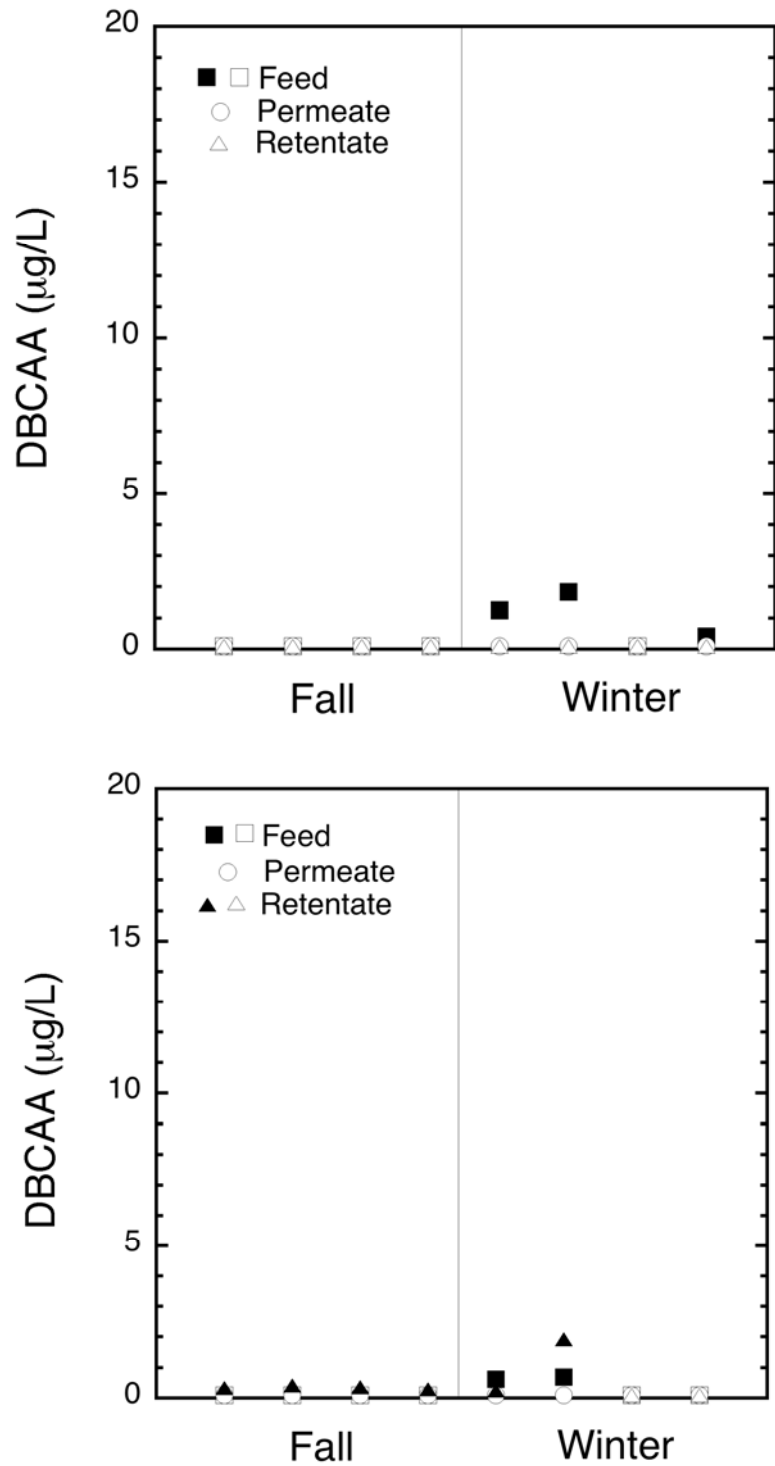 20
15
10
5
0
DBCAA (μg/L)
Feed
Permeate
Retentate
Fall Winter
20
15
10
5
0
DBCAA (μg/L)
Feed
Permeate
Retentate
Fall Winter